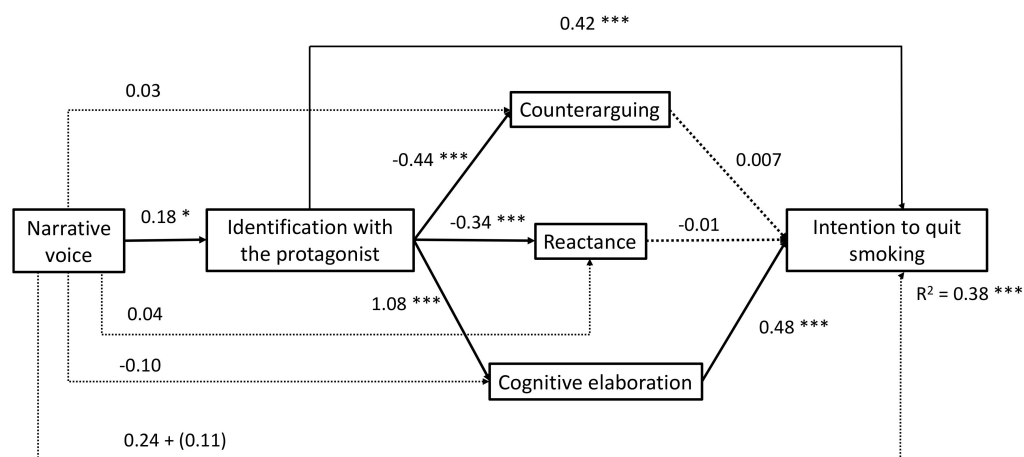 0.42 ***
0.03
Counterarguing
-0.44 ***
0.007
Narrative
voice
0.18 *
Identification with
the protagonist
-0.34 ***
Reactance
-0.01
Intention to quit
smoking
1.08 ***
R² = 0.38 ***
0.04
0.48 ***
-0.10
Cognitive elaboration
0.24 + (0.11)